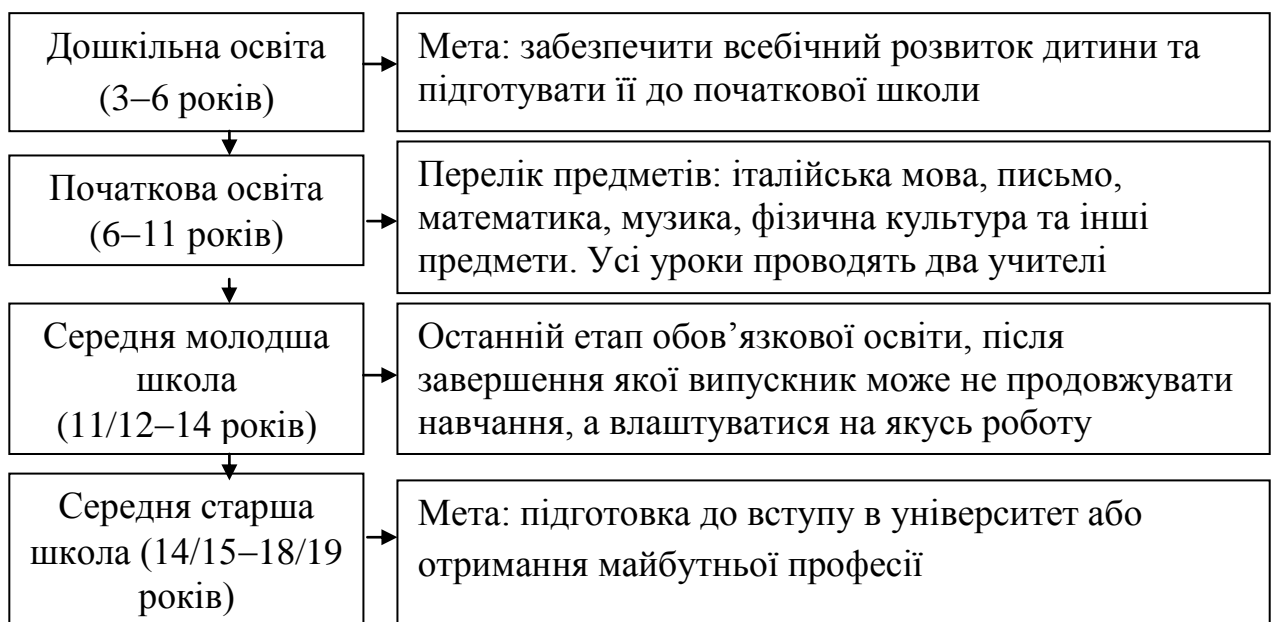 Дошкільна освіта
(3–6 років)
Мета: забезпечити всебічний розвиток дитини та
підготувати її до початкової школи
Початкова освіта
(6–11 років)
Перелік предметів: італійська мова, письмо,
математика, музика, фізична культура та інші
предмети. Усі уроки проводять два учителі
Середня молодша
школа
(11/12–14 років)
Останній етап обов’язкової освіти, після
завершення якої випускник може не продовжувати
навчання, а влаштуватися на якусь роботу
Середня старша
школа (14/15–18/19
років)
Мета: підготовка до вступу в університет або
отримання майбутньої професії